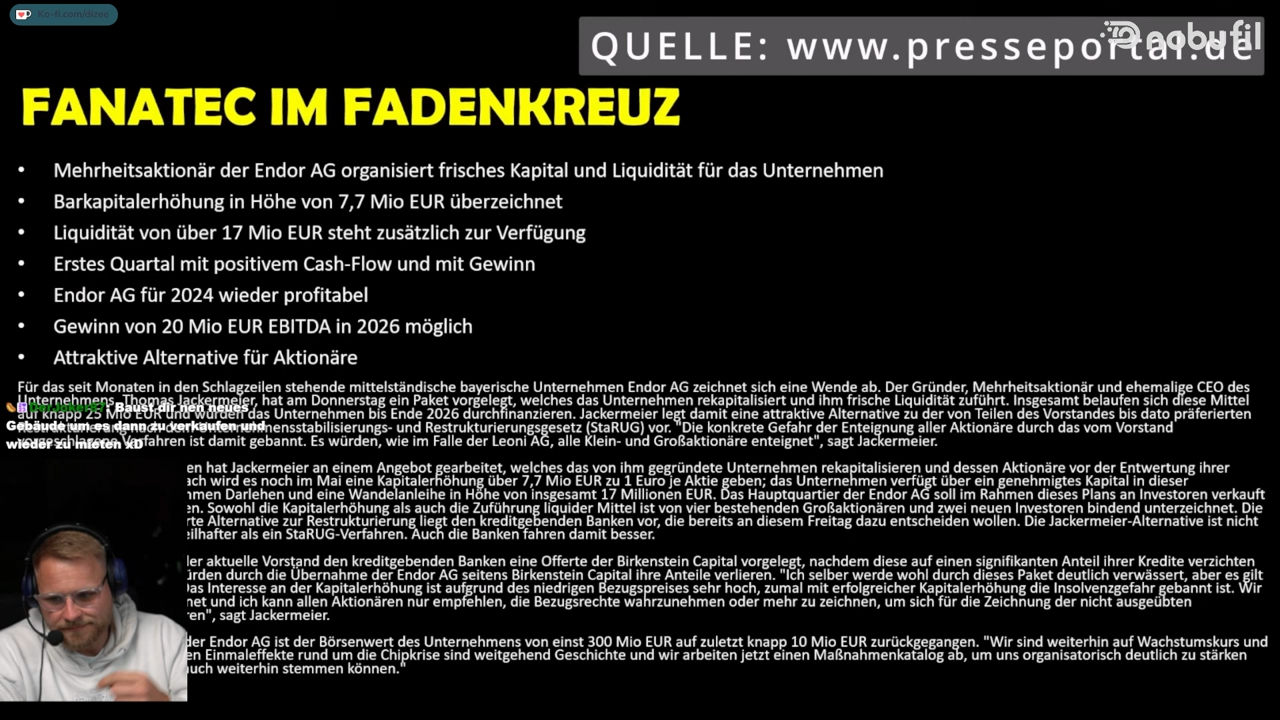 Ko-fi.com/dizee
QUELLE: www.presseportal.de
nobufil
FANATEC IM FADENKREUZ
• Mehrheitsaktionär der Endor AG organisiert frisches Kapital und Liquidität für das Unternehmen
• Barkapitalerhöhung in Höhe von 7,7 Mio EUR überzeichnet
• Liquidität von über 17 Mio EUR steht zusätzlich zur Verfügung
• Erstes Quartal mit positivem Cash-Flow und mit Gewinn
• Endor AG für 2024 wieder profitabel
• Gewinn von 20 Mio EUR EBITDA in 2026 möglich
• Attraktive Alternative für Aktionäre
Für das seit Monaten in den Schlagzeilen stehende mittelständische bayerische Unternehmen Endor AG zeichnet sich eine Wende ab. Der Gründer, Mehrheitsaktionär und ehemalige CEO des
Unternehmens, Thomas Jackermeier, hat am Donnerstag ein Paket vorgelegt, welches das Unternehmen rekapitalisiert und ihm frische Liquidität zuführt. Insgesamt belaufen sich diese Mittel
auf knapp 25 Mio EUR und würden das Unternehmen bis Ende 2026 durchfinanzieren. Jackermeier legt damit eine attraktive Alternative zu der von Teilen des Vorstandes bis dato präferierten
nehmensstabilisierungs- und Restrukturierungsgesetz (StaRUG) vor. "Die konkrete Gefahr der Enteignung aller Aktionäre durch das vom Vorstand
Verfahren ist damit gebannt. Es würden, wie im Falle der Leoni AG, alle Klein- und Großaktionäre enteignet", sagt Jackermeier.
: Baust dir nen neues
Gebäude um es dann zu verkaufen und
wieder zu mieten xD
en hat Jackermeier an einem Angebot gearbeitet, welches das von ihm gegründete Unternehmen rekapitalisieren und dessen Aktionäre vor der Entwertung ihrer
ach wird es noch im Mai eine Kapitalerhöhung über 7,7 Mio EUR zu 1 Euro je Aktie geben; das Unternehmen verfügt über ein genehmigtes Kapital in dieser
men Darlehen und eine Wandelanleihe in Höhe von insgesamt 17 Millionen EUR. Das Hauptquartier der Endor AG soll im Rahmen dieses Plans an Investoren verkauft
en. Sowohl die Kapitalerhöhung als auch die Zuführung liquider Mittel ist von vier bestehenden Großaktionären und zwei neuen Investoren bindend unterzeichnet. Die
rte Alternative zur Restrukturierung liegt den kreditgebenden Banken vor, die bereits an diesem Freitag dazu entscheiden wollen. Die Jackermeier-Alternative ist nicht
eilhafter als ein StaRUG-Verfahren. Auch die Banken fahren damit besser.
er aktuelle Vorstand den kreditgebenden Banken eine Offerte der Birkenstein Capital vorgelegt, nachdem diese auf einen signifikanten Anteil ihrer Kredite verzichten
ürden durch die Übernahme der Endor AG seitens Birkenstein Capital ihre Anteile verlieren. "Ich selber werde wohl durch dieses Paket deutlich verwässert, aber es gilt
Das Interesse an der Kapitalerhöhung ist aufgrund des niedrigen Bezugspreises sehr hoch, zumal mit erfolgreicher Kapitalerhöhung die Insolvenzgefahr gebannt ist. Wir
net und ich kann allen Aktionären nur empfehlen, die Bezugsrechte wahrzunehmen oder mehr zu zeichnen, um sich für die Zeichnung der nicht ausgeübten
ren", sagt Jackermeier.
der Endor AG ist der Börsenwert des Unternehmens von einst 300 Mio EUR auf zuletzt knapp 10 Mio EUR zurückgegangen. "Wir sind weiterhin auf Wachstumskurs und
en Einmaleffekte rund um die Chipkrise sind weitgehend Geschichte und wir arbeiten jetzt einen Maßnahmenkatalog ab, um uns organisatorisch deutlich zu stärken
uch weiterhin stemmen können."